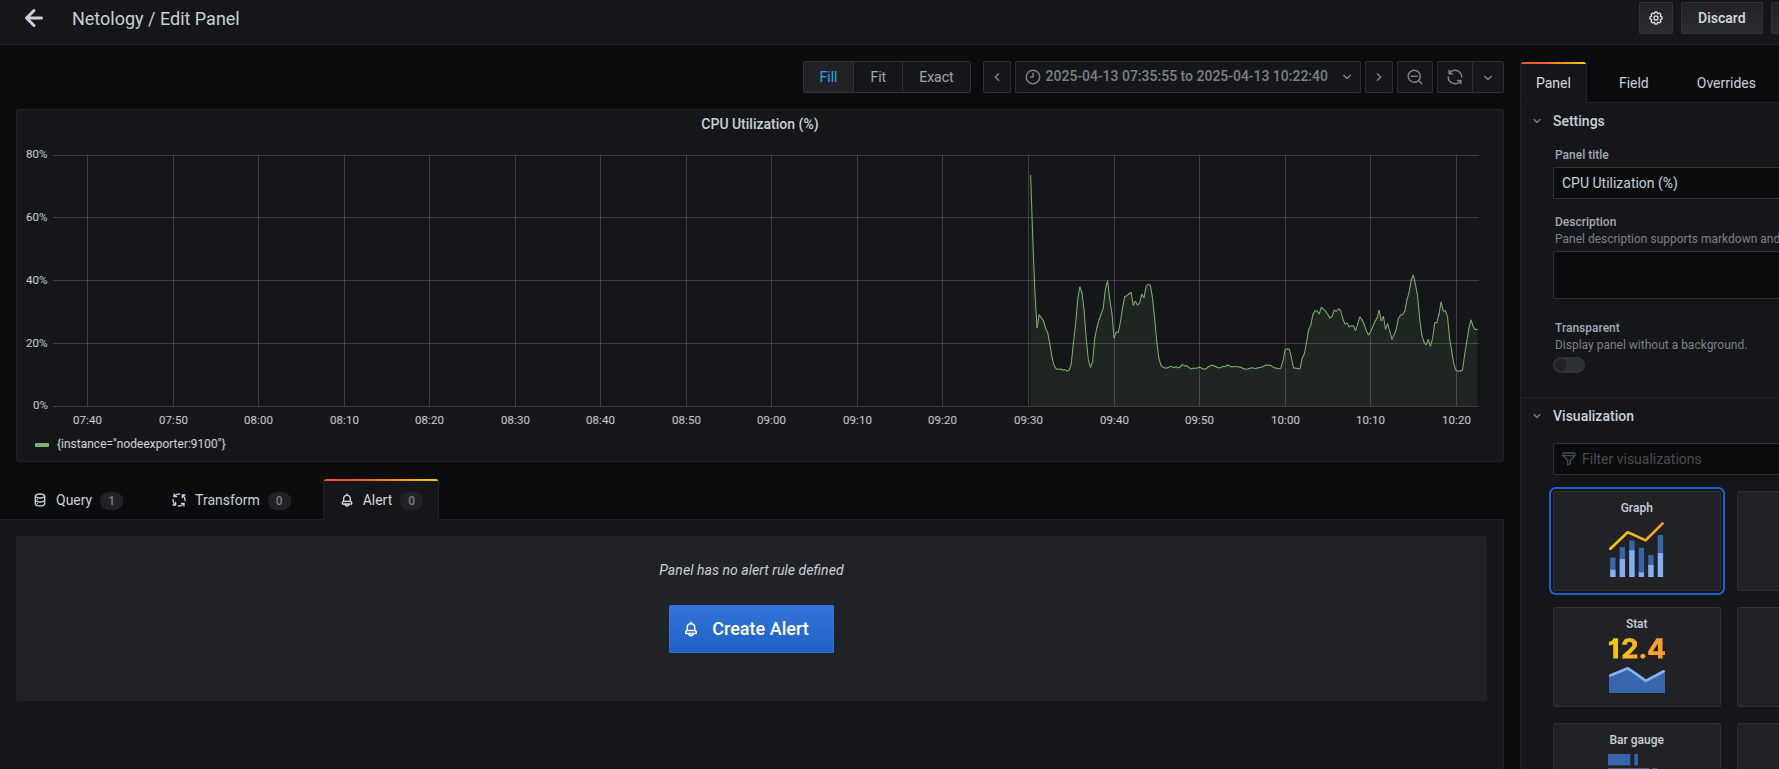 Netology / Edit Panel
Discard
Fill Fit Exact
2025-04-13 07:35:55 to 2025-04-13 10:22:40
Panel Field Overrides
CPU Utilization (%)
80%
60%
40%
20%
0%
07:40 07:50 08:00 08:10 08:20 08:30 08:40 08:50 09:00 09:10 09:20 09:30 09:40 09:50 10:00 10:10 10:20
{instance="nodeexporter:9100"}
Query 1 Transform 0 Alert 0
Panel has no alert rule defined
Create Alert
Settings
Panel title
CPU Utilization (%)
Description
Panel description supports markdown and
Transparent
Display panel without a background.
Visualization
Filter visualizations
Graph
Stat
12.4
Bar gauge